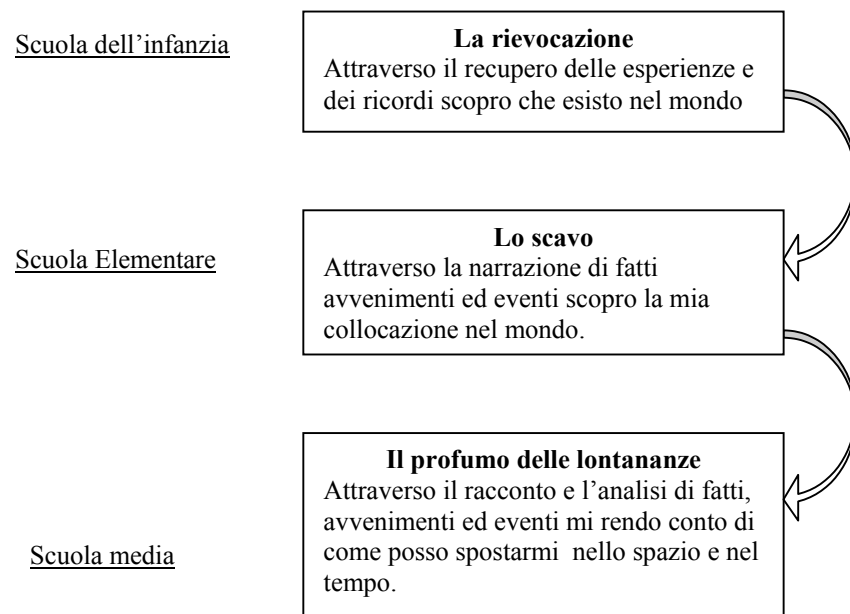 Scuola dell'infanzia
La rievocazione
Attraverso il recupero delle esperienze e
dei ricordi scopro che esisto nel mondo
Scuola Elementare
Lo scavo
Attraverso la narrazione di fatti
avvenimenti ed eventi scopro la mia
collocazione nel mondo.
Scuola media
Il profumo delle lontananze
Attraverso il racconto e l'analisi di fatti,
avvenimenti ed eventi mi rendo conto di
come posso spostarmi nello spazio e nel
tempo.